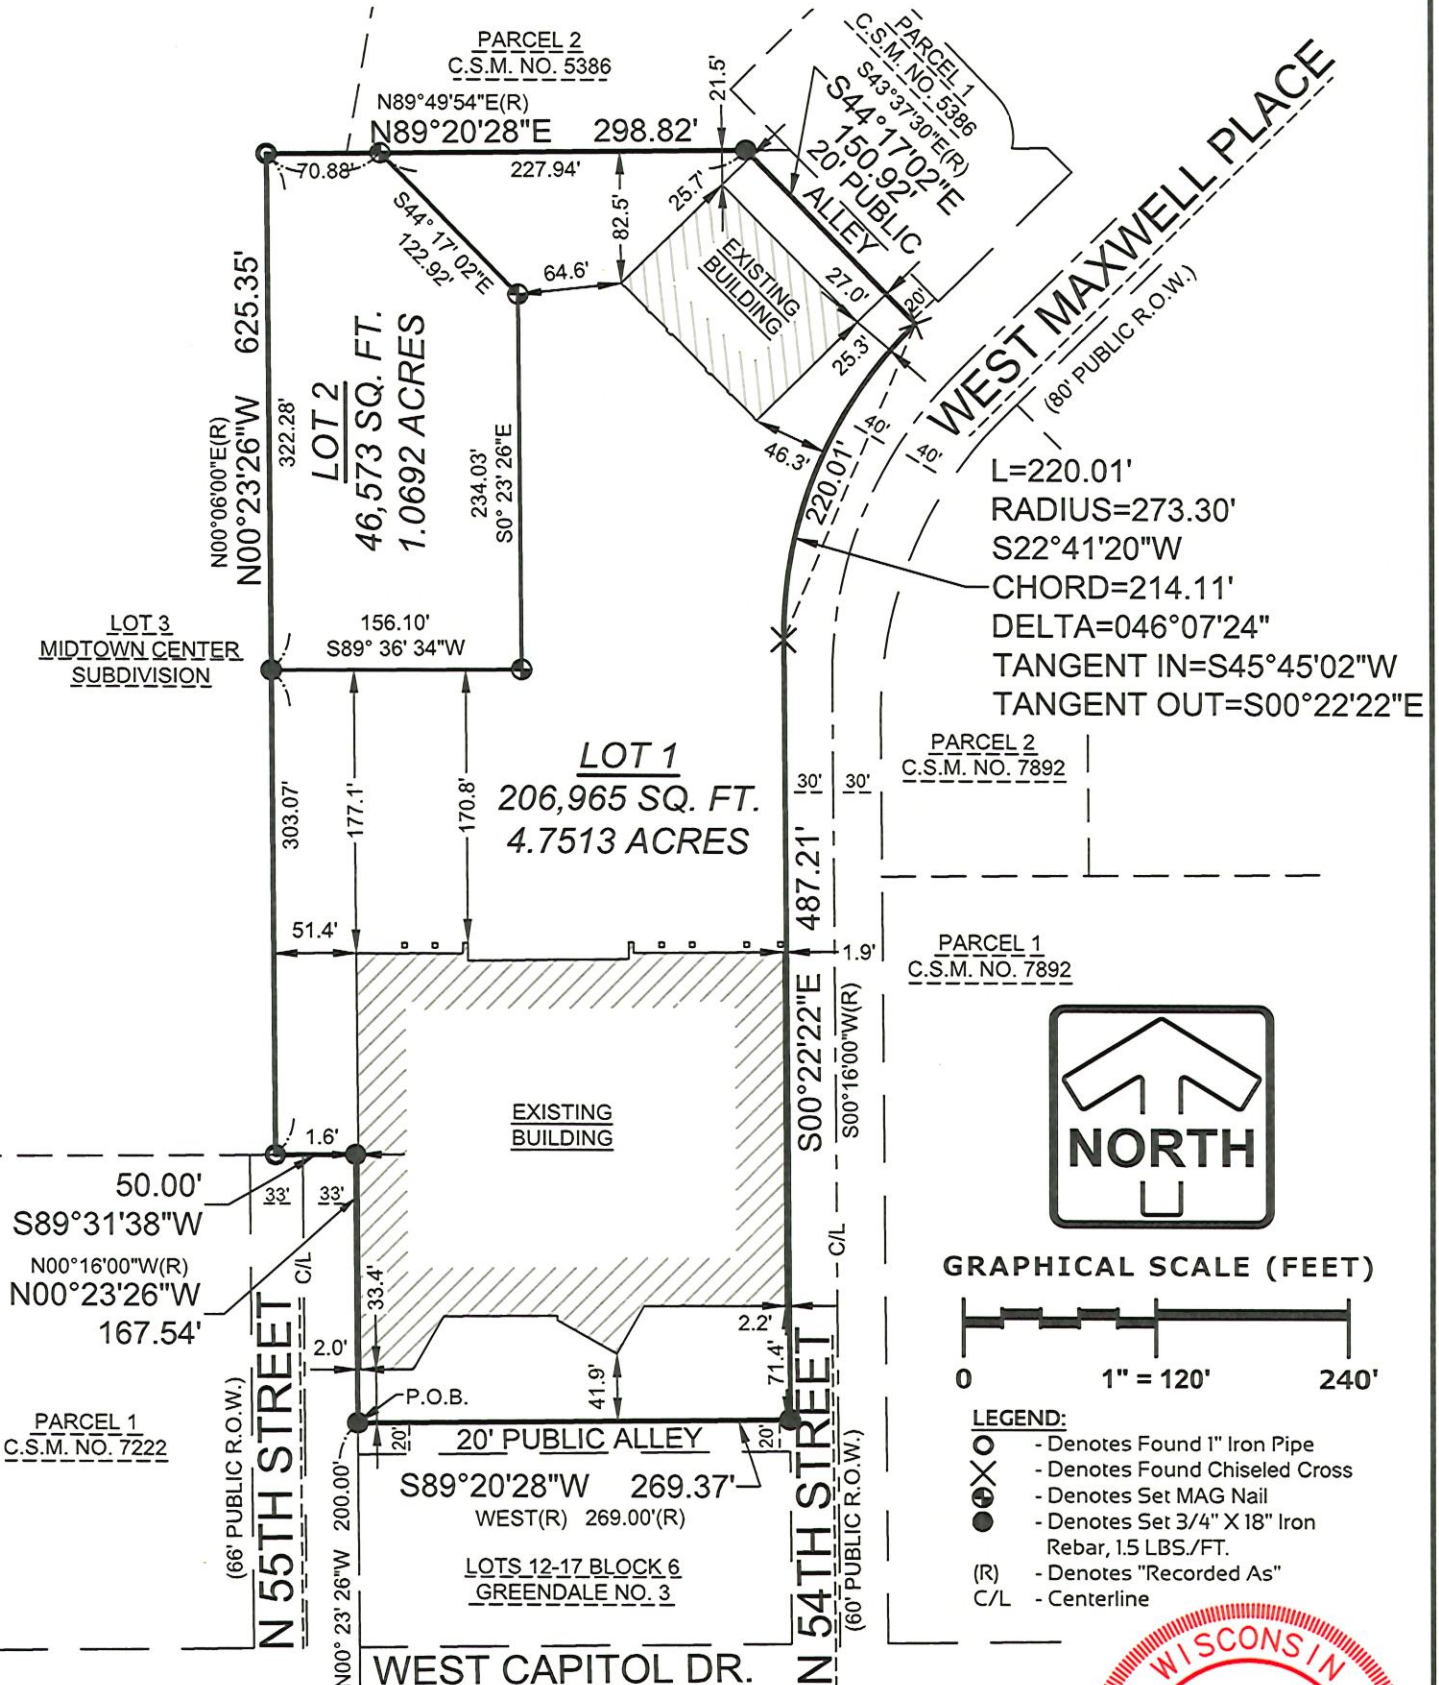 PARCEL 2
C.S.M. NO. 5386
PARCEL 1
C.S.M. NO. 5386
S43°37'30"E(R)
S44°17'02"E
150.92'
20' PUBLIC
ALLEY
21.5'
N89°49'54"E(R)
N89°20'28"E 298.82'
70.88'
227.94'
WEST MAXWELL PLACE
(80' PUBLIC R.O.W.)
S44° 17' 02"E
122.92'
82.5'
25.7'
64.6'
EXISTING
BUILDING
27.0'
20'
25.3'
46.3'
40'
40'
220.01'
625.35'
N00°23'26"W
N00°06'00"E(R)
322.28'
LOT 2
46,573 SQ. FT.
1.0692 ACRES
234.03'
S0° 23' 26"E
L=220.01'
RADIUS=273.30'
S22°41'20"W
CHORD=214.11'
DELTA=046°07'24"
TANGENT IN=S45°45'02"W
TANGENT OUT=S00°22'22"E
LOT 3
MIDTOWN CENTER
SUBDIVISION
156.10'
S89° 36' 34"W
LOT 1
206,965 SQ. FT.
4.7513 ACRES
303.07'
177.1'
170.8'
30'
30'
PARCEL 2
C.S.M. NO. 7892
487.21'
S00°22'22"E
S00°16'00"W(R)
51.4'
1.9'
PARCEL 1
C.S.M. NO. 7892
EXISTING
BUILDING
NORTH
1.6'
50.00'
S89°31'38"W
33'
33'
N00°16'00"W(R)
N00°23'26"W
167.54'
C/L
C/L
33.4'
2.0'
2.2'
71.4'
41.9'
P.O.B.
GRAPHICAL SCALE (FEET)
0 1" = 120' 240'
N 55TH STREET
(66' PUBLIC R.O.W.)
N 54TH STREET
(60' PUBLIC R.O.W.)
PARCEL 1
C.S.M. NO. 7222
20'
20' PUBLIC ALLEY
20'
S89°20'28"W 269.37'
WEST(R) 269.00'(R)
N00° 23' 26"W 200.00'
LOTS 12-17 BLOCK 6
GREENDALE NO. 3
WEST CAPITOL DR.
LEGEND:
- Denotes Found 1" Iron Pipe
- Denotes Found Chiseled Cross
- Denotes Set MAG Nail
- Denotes Set 3/4" X 18" Iron
Rebar, 1.5 LBS./FT.
(R) - Denotes "Recorded As"
C/L - Centerline
WISCONSIN